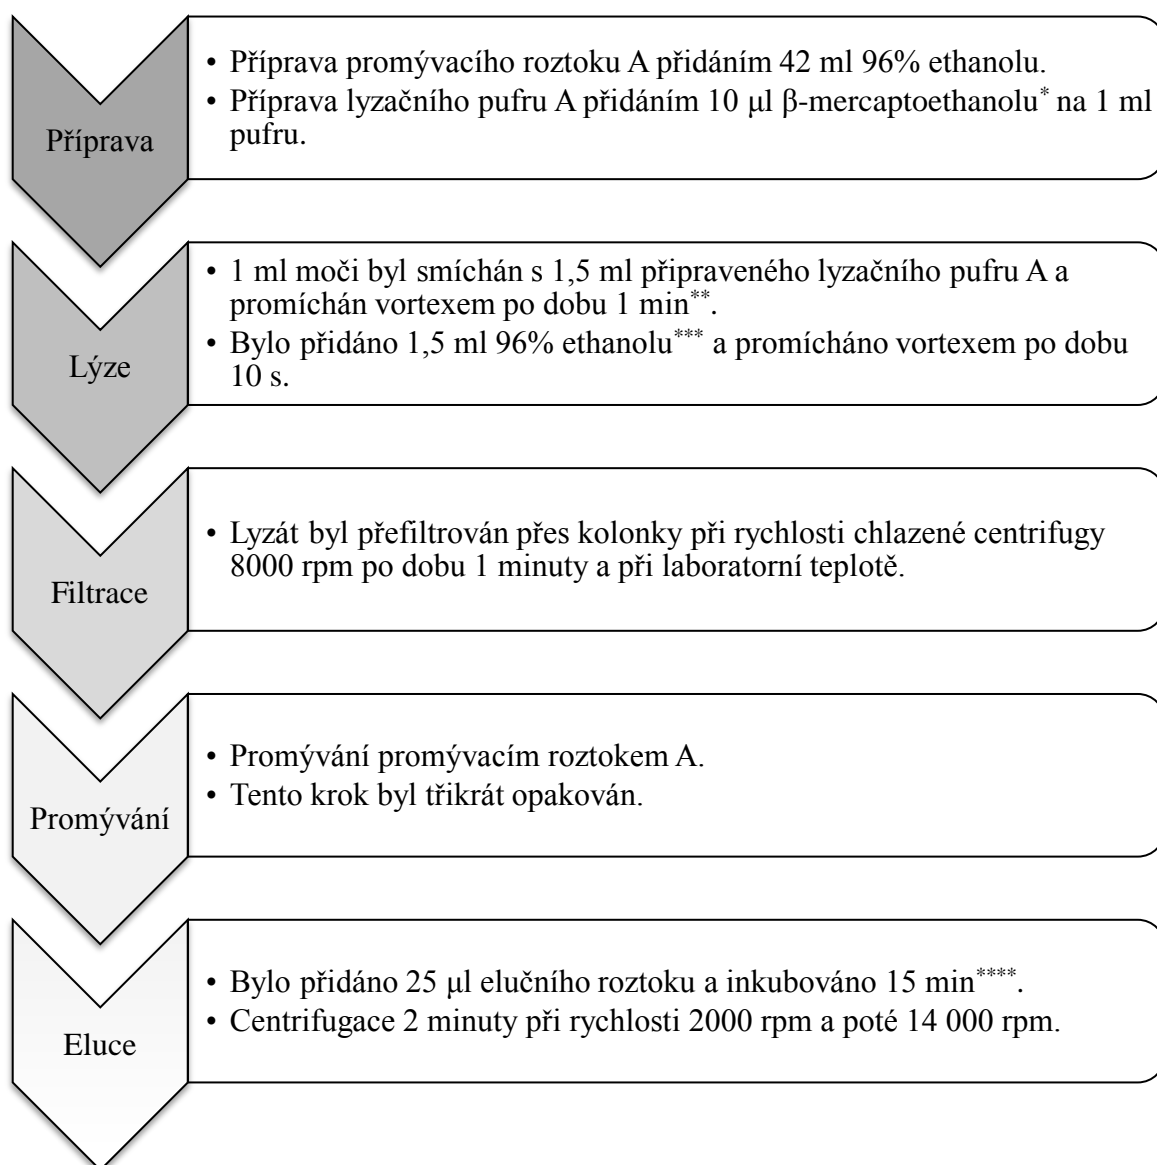 Příprava
• Příprava promývacího roztoku A přidáním 42 ml 96% ethanolu.
• Příprava lyzačního pufru A přidáním 10 μl β-mercaptoethanolu* na 1 ml
pufru.
Lýze
• 1 ml moči byl smíchán s 1,5 ml připraveného lyzačního pufru A a
promíchán vortexem po dobu 1 min**.
• Bylo přidáno 1,5 ml 96% ethanolu*** a promícháno vortexem po dobu
10 s.
Filtrace
• Lyzát byl přefiltrován přes kolonky při rychlosti chlazené centrifugy
8000 rpm po dobu 1 minuty a při laboratorní teplotě.
Promývání
• Promývání promývacím roztokem A.
• Tento krok byl třikrát opakován.
Eluce
• Bylo přidáno 25 μl elučního roztoku a inkubováno 15 min****.
• Centrifugace 2 minuty při rychlosti 2000 rpm a poté 14 000 rpm.